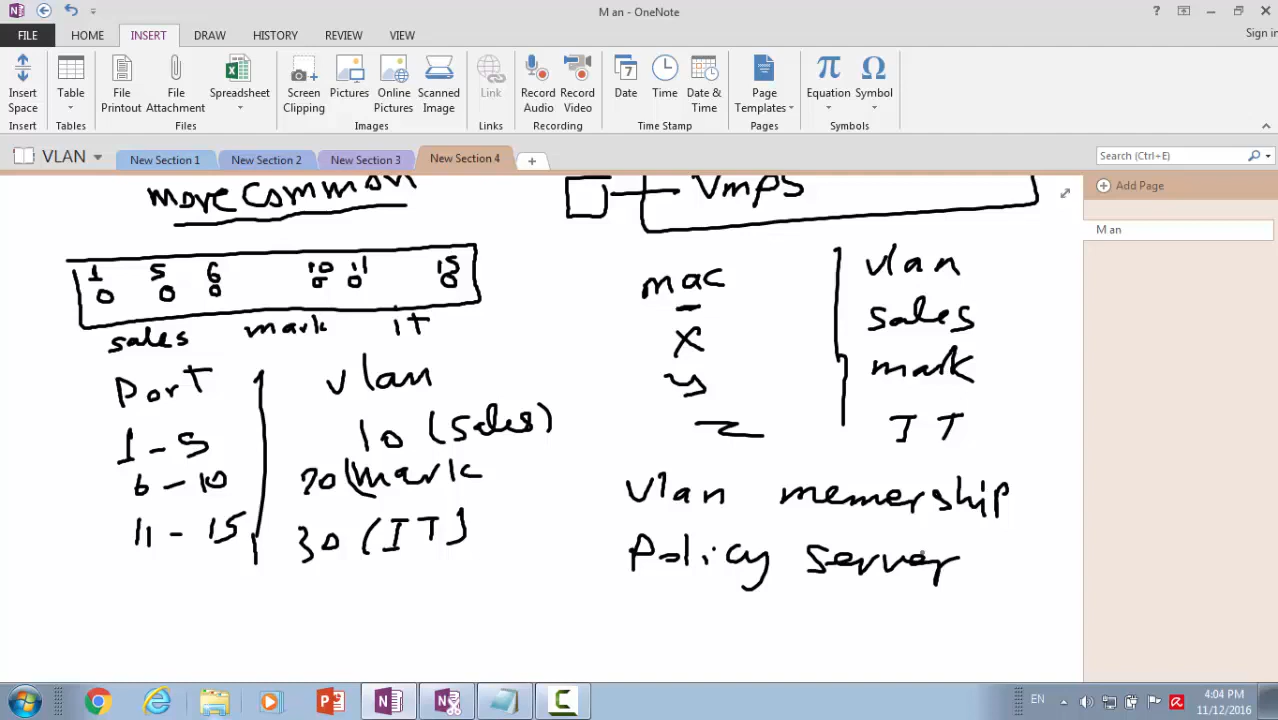 M an - OneNote
FILE HOME INSERT DRAW HISTORY REVIEW VIEW Sign in
Insert Space Table File Printout File Attachment Spreadsheet Screen Clipping Pictures Online Pictures Scanned Image Link Record Audio Record Video Date Time Date & Time Page Templates Equation Symbol
Insert Tables Files Images Links Recording Time Stamp Pages Symbols
VLAN New Section 1 New Section 2 New Section 3 New Section 4 Search (Ctrl+E)
Add Page
M an
move common
1 5 6 10 11 15
sales mark IT
Port vlan
1 - 5 10 (sales)
6 - 10 20 (mark
11 - 15 30 (IT)
VmPS
mac vlan
X sales
y mark
Z IT
Vlan memership
Policy server
EN 4:04 PM
11/12/2016